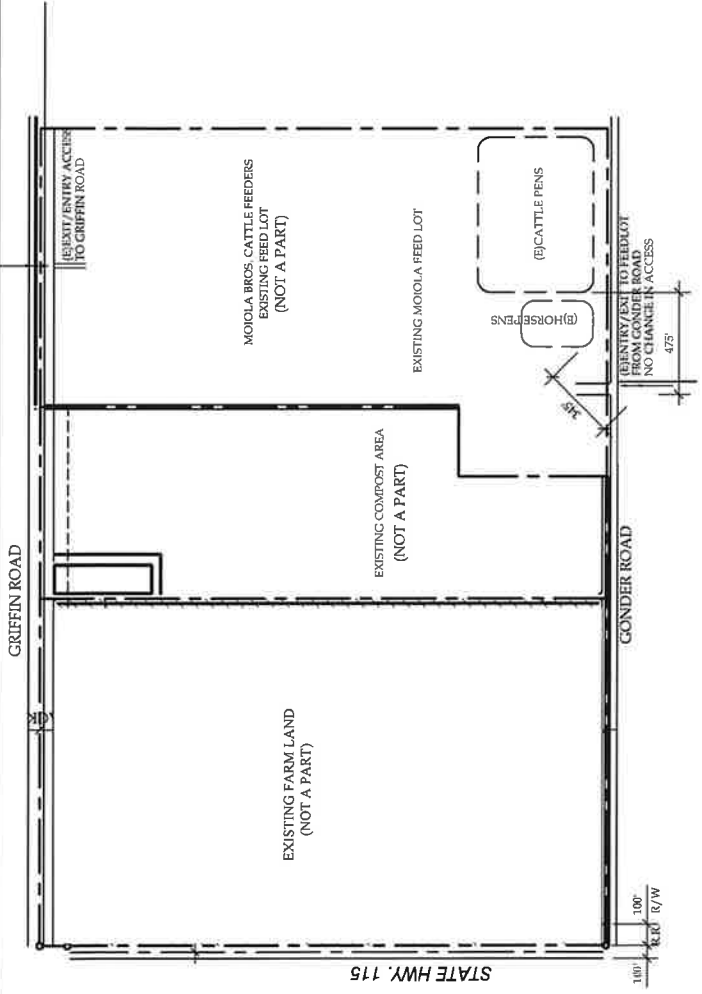 GRIFFIN ROAD
(E)EXIT/ENTRY ACCESS
TO GRIFFIN ROAD
MOIOLA BROS. CATTLE FEEDERS
EXISTING FEED LOT
(NOT A PART)
EXISTING MOIOLA FEED LOT
(E)CATTLE PENS
(E)HORSE PENS
(E)ENTRY/EXIT TO FEEDLOT
FROM GONDER ROAD
NO CHANGE IN ACCESS
475'
345'
EXISTING COMPOST AREA
(NOT A PART)
GONDER ROAD
EXISTING FARM LAND
(NOT A PART)
STATE HWY. 115
100'
R.R.
R/W